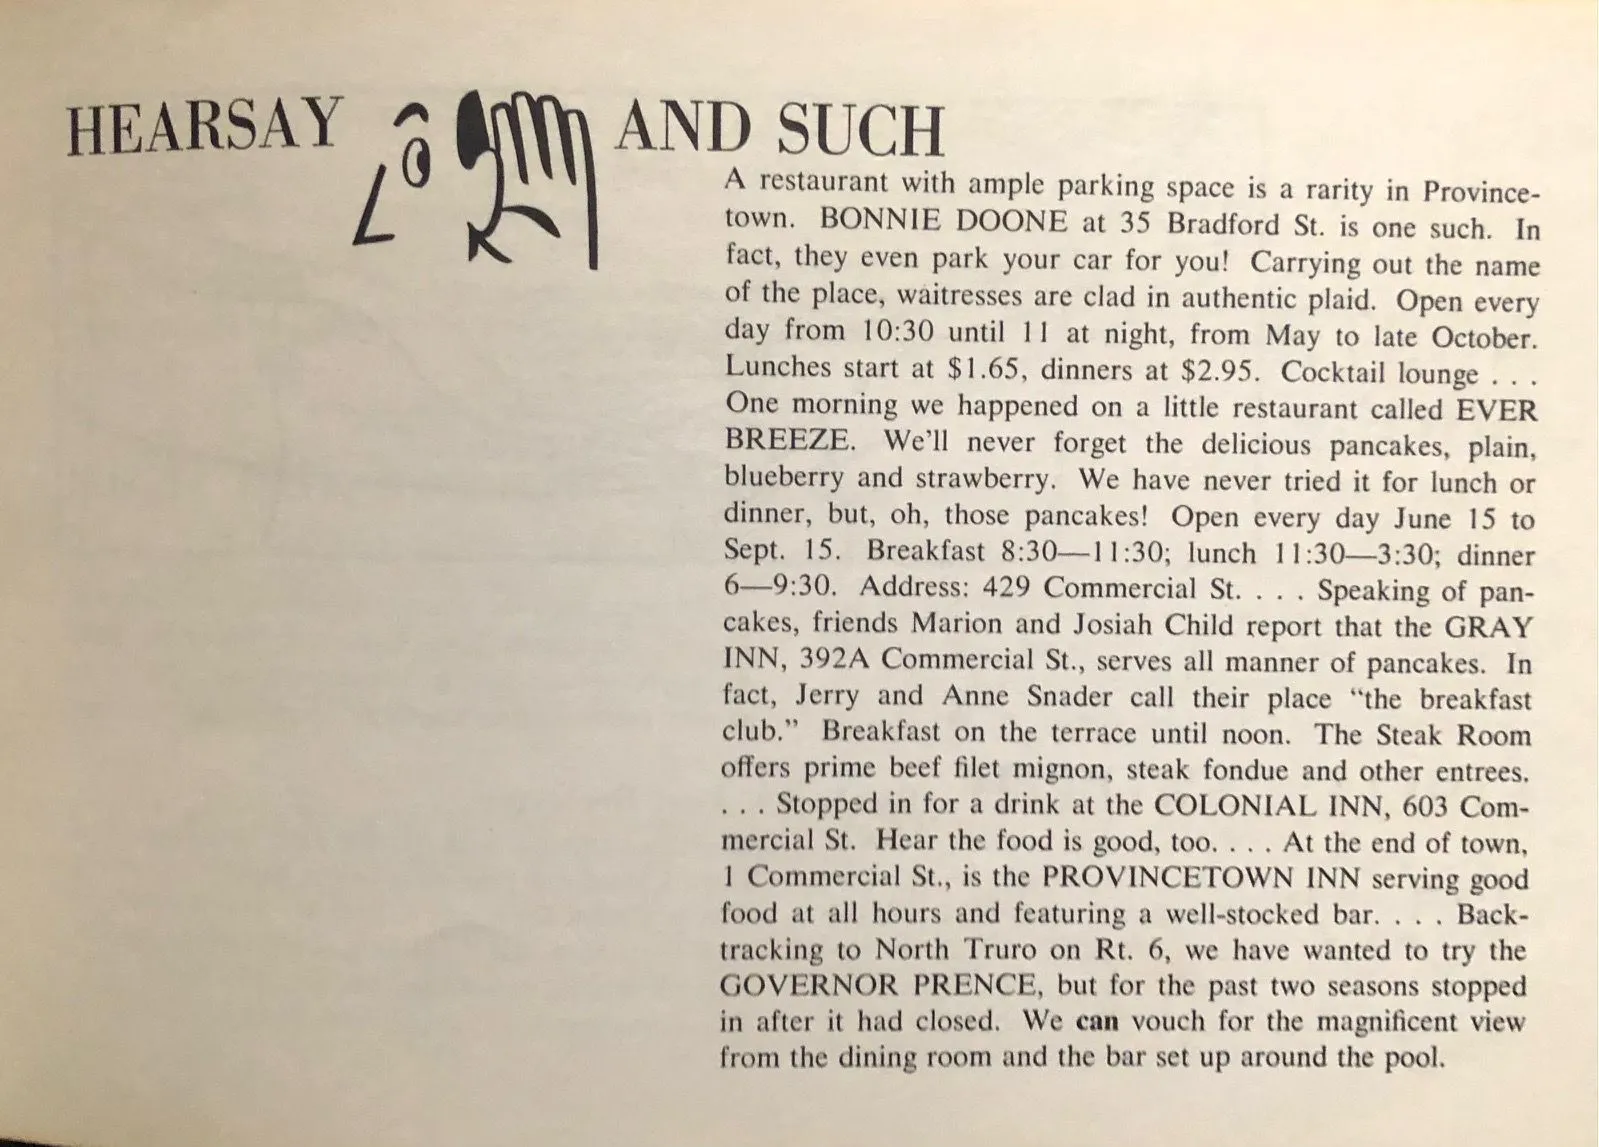 HEARSAY AND SUCH
A restaurant with ample parking space is a rarity in Province-
town. BONNIE DOONE at 35 Bradford St. is one such. In
fact, they even park your car for you! Carrying out the name
of the place, waitresses are clad in authentic plaid. Open every
day from 10:30 until 11 at night, from May to late October.
Lunches start at $1.65, dinners at $2.95. Cocktail lounge . . .
One morning we happened on a little restaurant called EVER
BREEZE. We'll never forget the delicious pancakes, plain,
blueberry and strawberry. We have never tried it for lunch or
dinner, but, oh, those pancakes! Open every day June 15 to
Sept. 15. Breakfast 8:30—11:30; lunch 11:30—3:30; dinner
6—9:30. Address: 429 Commercial St. . . . Speaking of pan-
cakes, friends Marion and Josiah Child report that the GRAY
INN, 392A Commercial St., serves all manner of pancakes. In
fact, Jerry and Anne Snader call their place “the breakfast
club.” Breakfast on the terrace until noon. The Steak Room
offers prime beef filet mignon, steak fondue and other entrees.
. . . Stopped in for a drink at the COLONIAL INN, 603 Com-
mercial St. Hear the food is good, too. . . . At the end of town,
1 Commercial St., is the PROVINCETOWN INN serving good
food at all hours and featuring a well-stocked bar. . . . Back-
tracking to North Truro on Rt. 6, we have wanted to try the
GOVERNOR PRENCE, but for the past two seasons stopped
in after it had closed. We can vouch for the magnificent view
from the dining room and the bar set up around the pool.